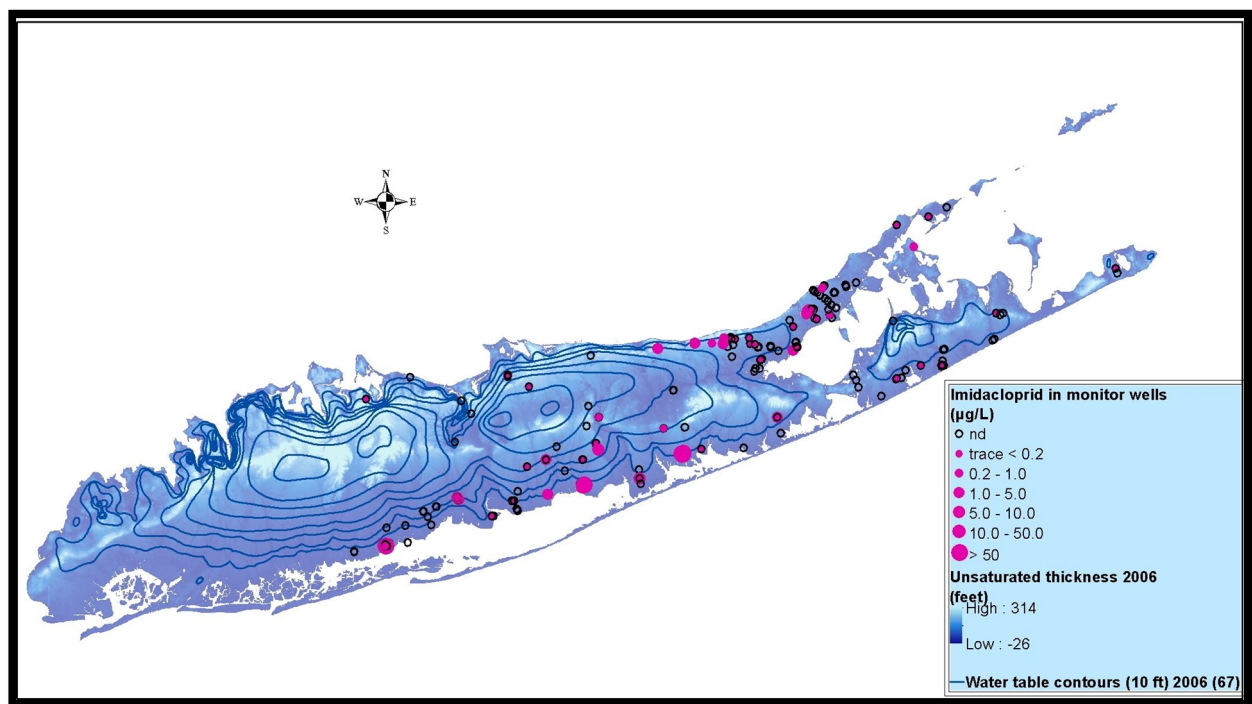 N
W E
S
Imidacloprid in monitor wells
(µg/L)
nd
trace < 0.2
0.2 - 1.0
1.0 - 5.0
5.0 - 10.0
10.0 - 50.0
> 50
Unsaturated thickness 2006
(feet)
High : 314
Low : -26
Water table contours (10 ft) 2006 (67)